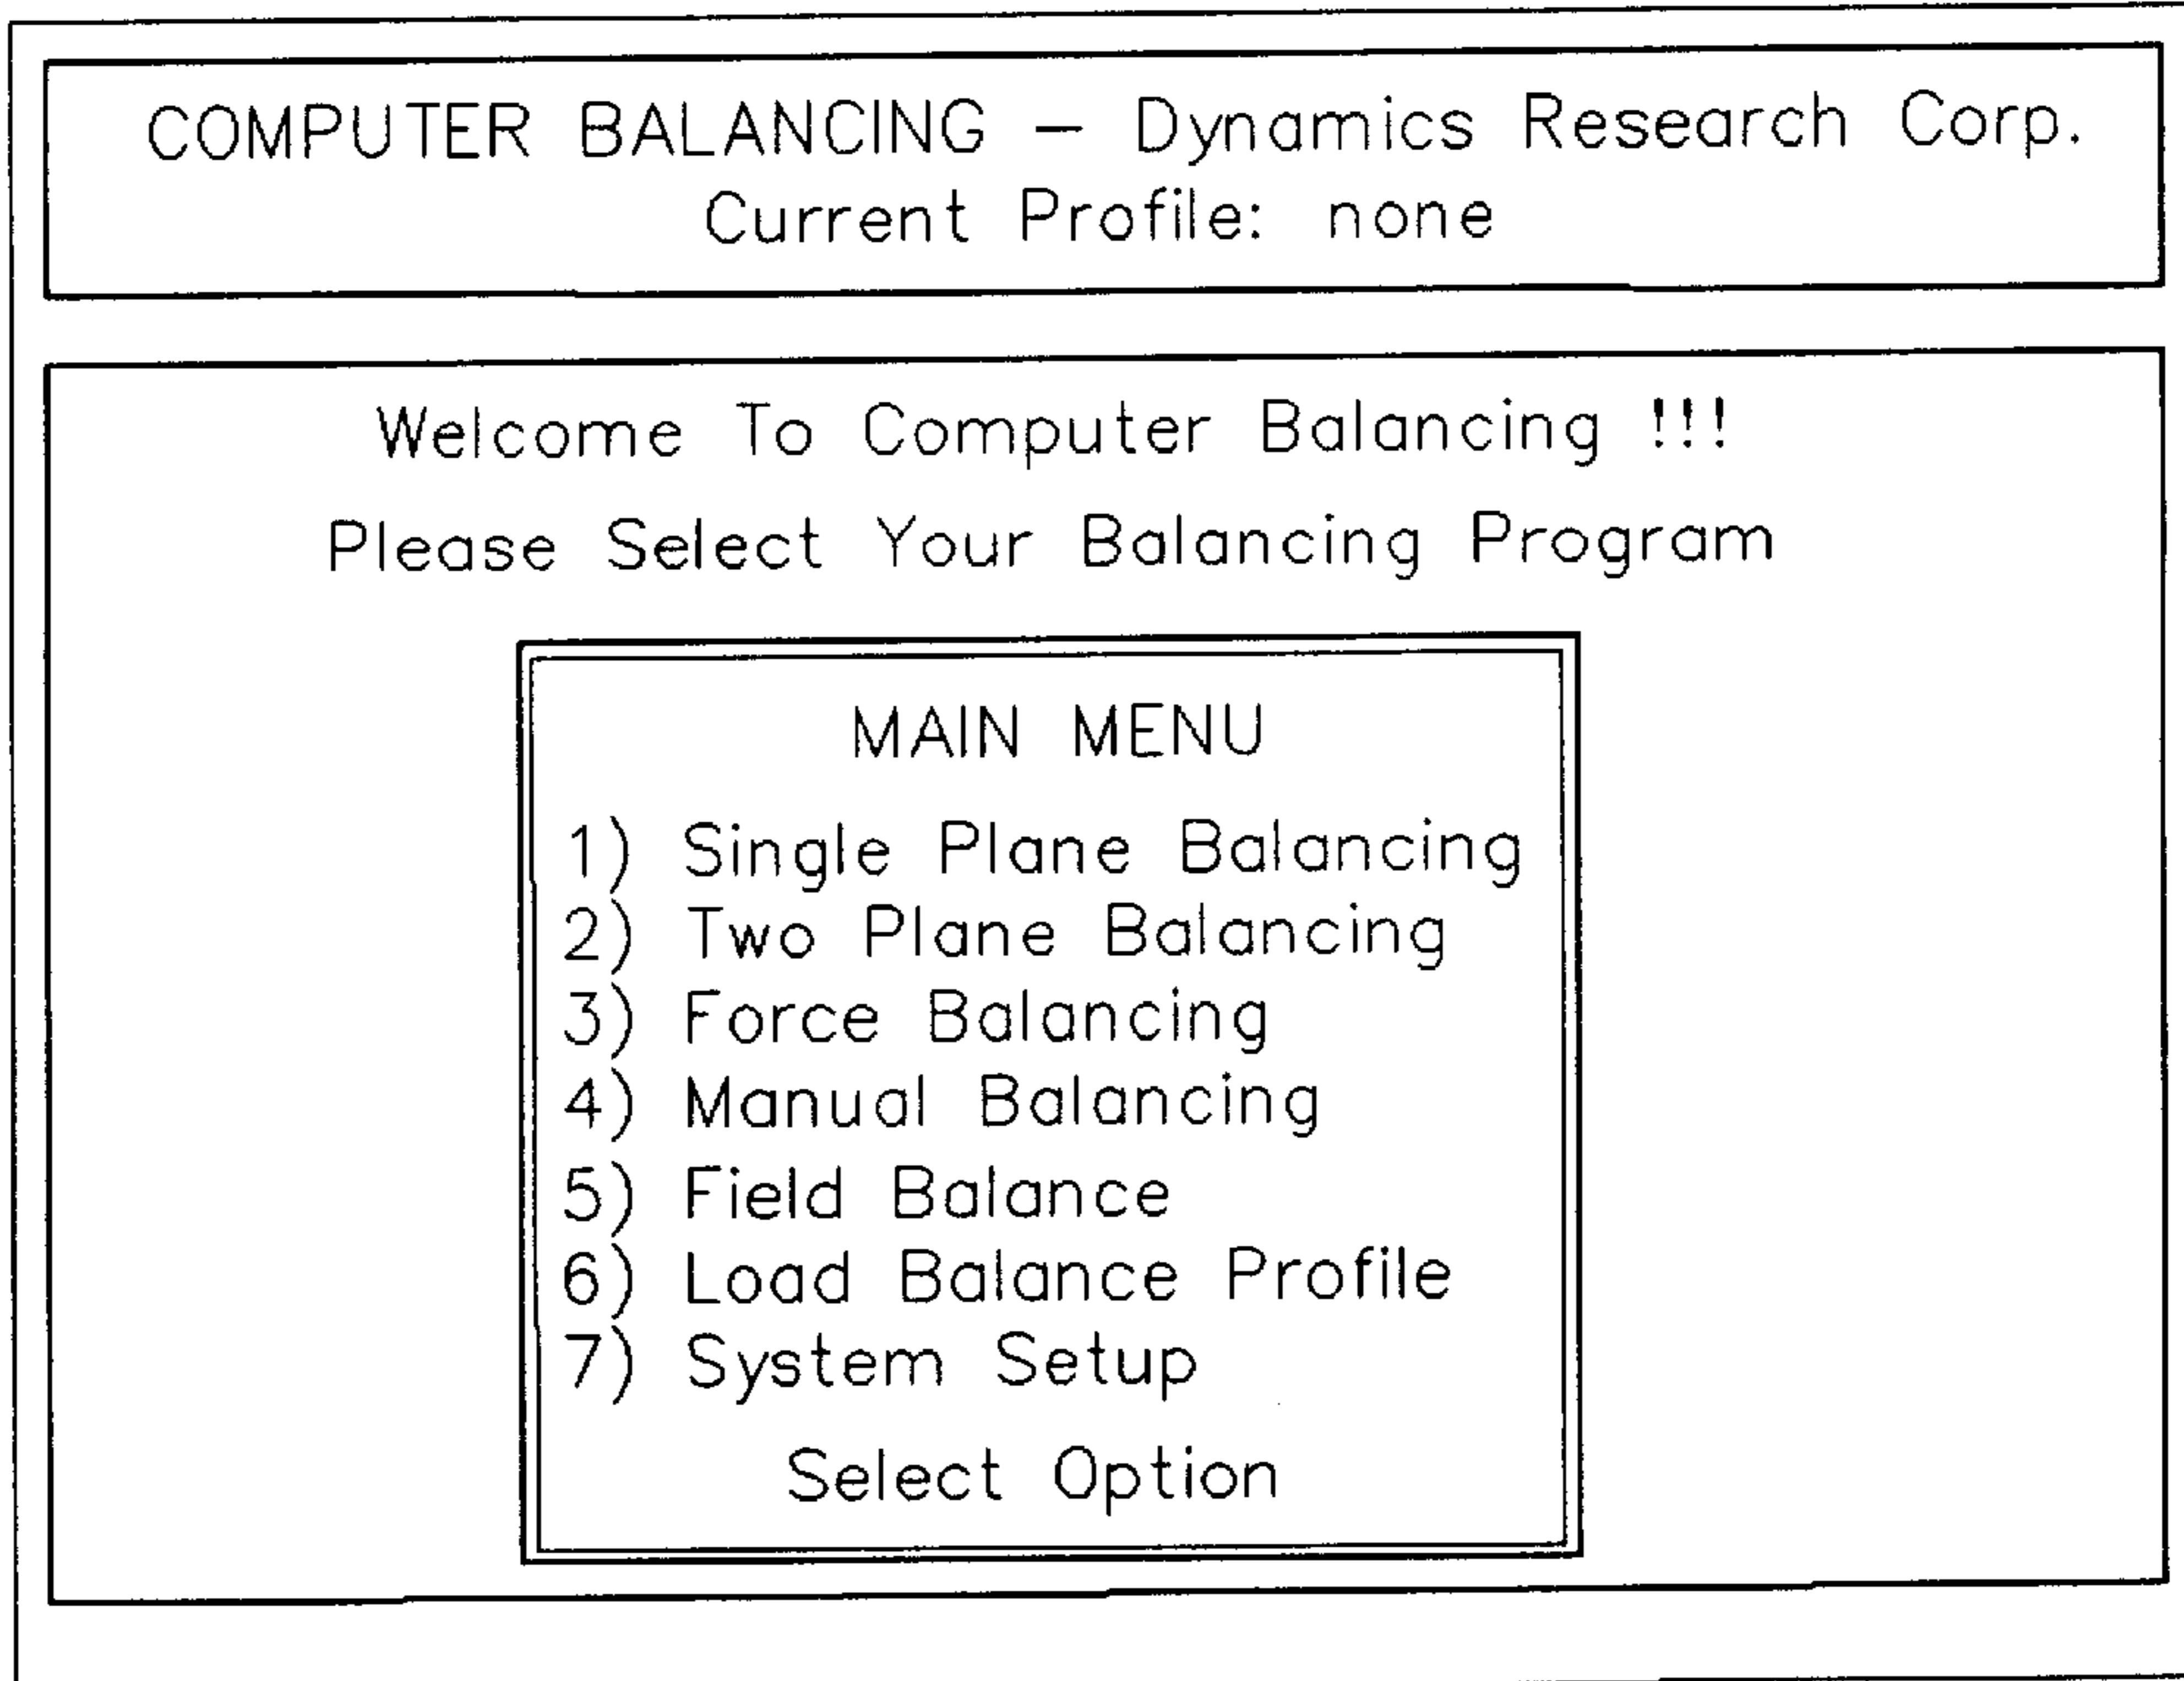 COMPUTER BALANCING – Dynamics Research Corp.
Current Profile: none
Welcome To Computer Balancing !!!
Please Select Your Balancing Program
MAIN MENU
1) Single Plane Balancing
2) Two Plane Balancing
3) Force Balancing
4) Manual Balancing
5) Field Balance
6) Load Balance Profile
7) System Setup
Select Option